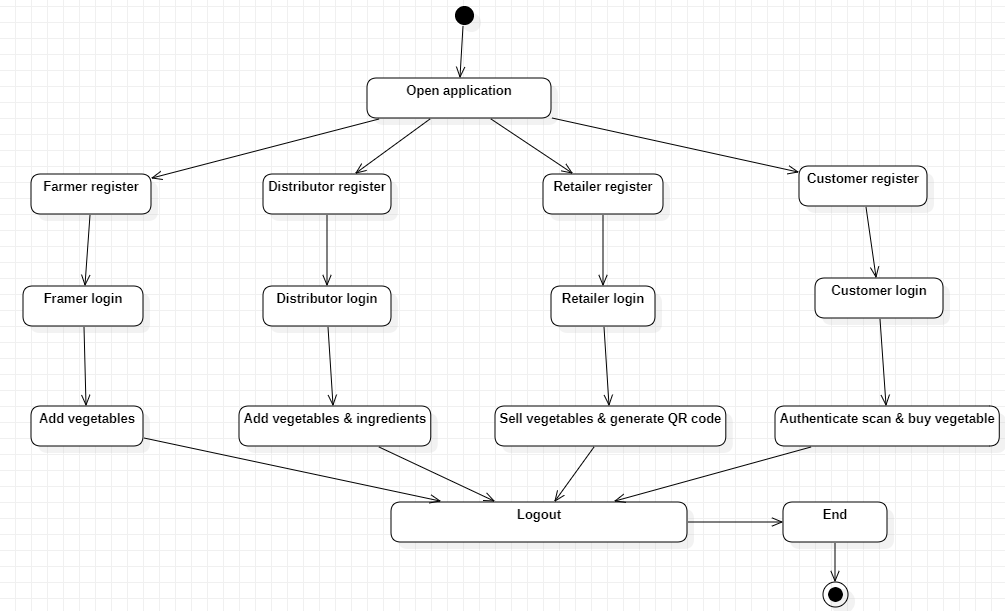 Open application
Farmer register
Distributor register
Retailer register
Customer register
Framer login
Distributor login
Retailer login
Customer login
Add vegetables
Add vegetables & ingredients
Sell vegetables & generate QR code
Authenticate scan & buy vegetable
Logout
End